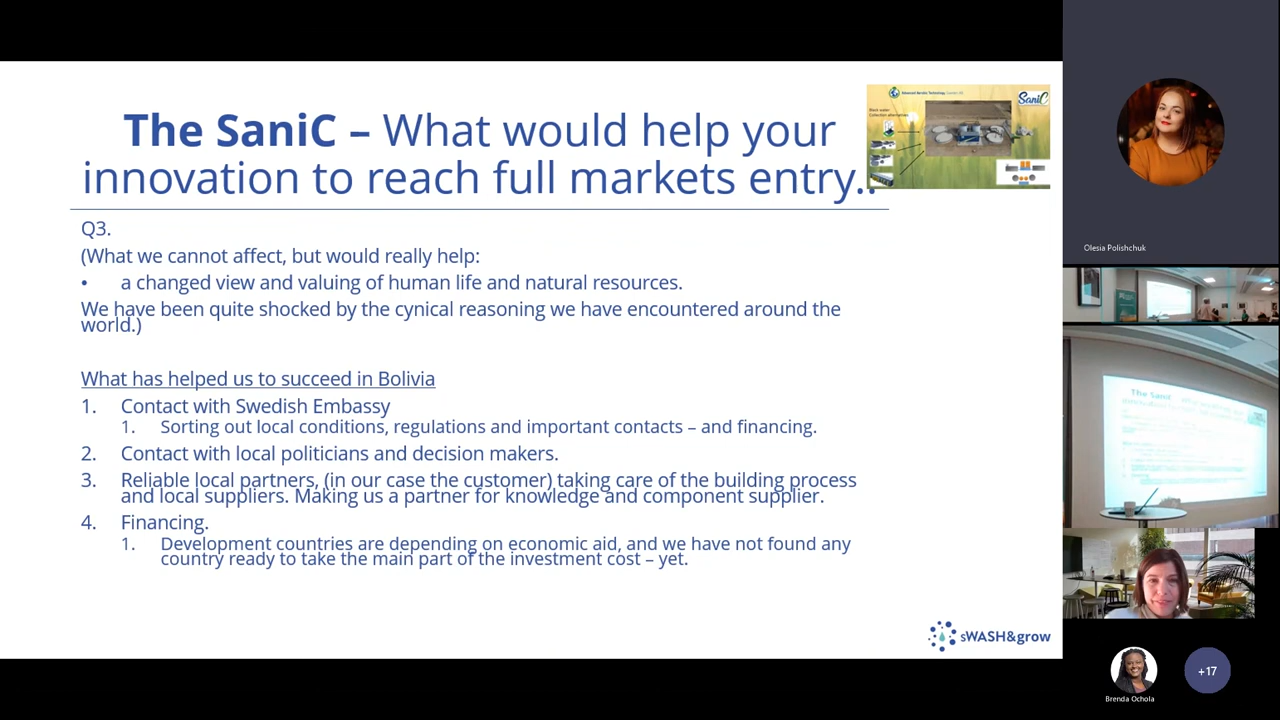 The SaniC – What would help your
innovation to reach full markets entry..
SaniC
Q3.
(What we cannot affect, but would really help:
• a changed view and valuing of human life and natural resources.
We have been quite shocked by the cynical reasoning we have encountered around the
world.)
What has helped us to succeed in Bolivia
1. Contact with Swedish Embassy
1. Sorting out local conditions, regulations and important contacts – and financing.
2. Contact with local politicians and decision makers.
3. Reliable local partners, (in our case the customer) taking care of the building process
and local suppliers. Making us a partner for knowledge and component supplier.
4. Financing.
1. Development countries are depending on economic aid, and we have not found any
country ready to take the main part of the investment cost – yet.
sWASH&grow
Olesia Polishchuk
The SaniC
Brenda Ochola
+17